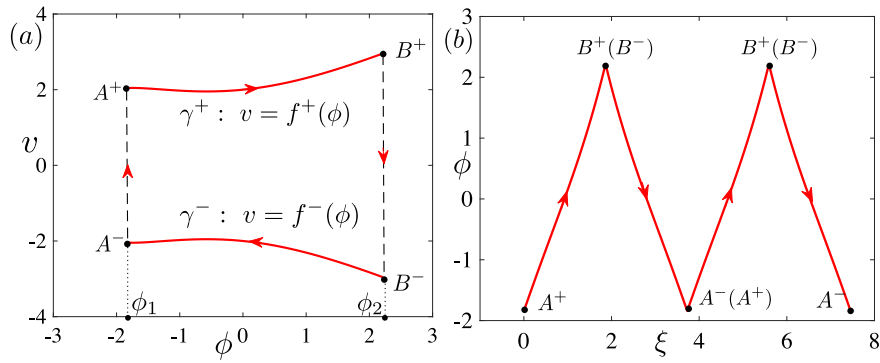 (a)
4
2
0
-2
-4
v
A⁺
B⁺
γ⁺ : v = f⁺(ϕ)
γ⁻ : v = f⁻(ϕ)
A⁻
B⁻
ϕ₁
ϕ₂
-3 -2 -1 0 1 2 3
ϕ
(b)
3
2
1
0
-1
-2
ϕ
B⁺(B⁻) B⁺(B⁻)
A⁺ A⁻(A⁺) A⁻
0 2 4 6 8
ξ